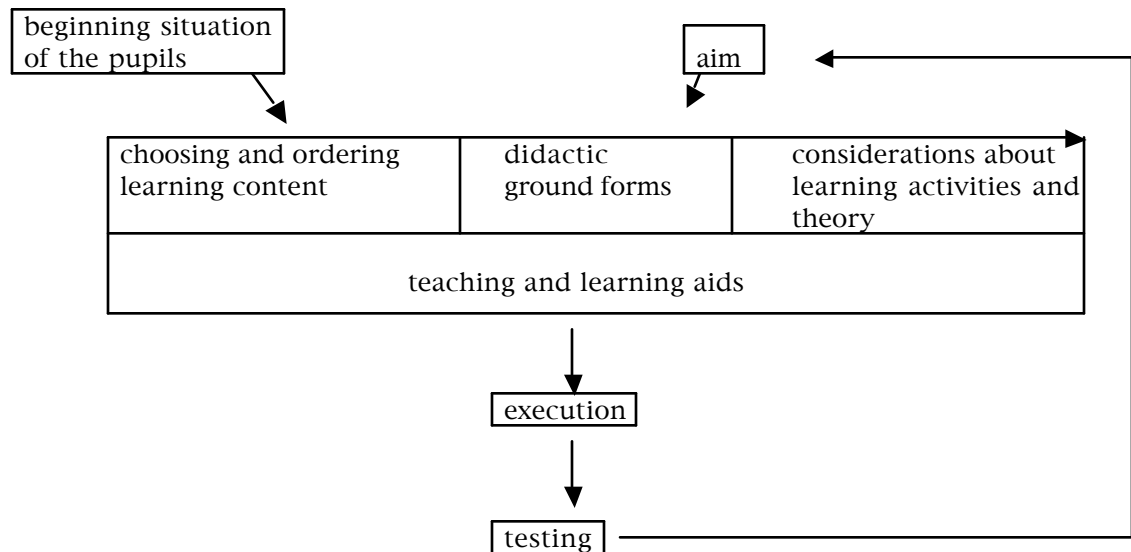 beginning situation
of the pupils
aim
choosing and ordering
learning content
didactic
ground forms
considerations about
learning activities and
theory
teaching and learning aids
execution
testing